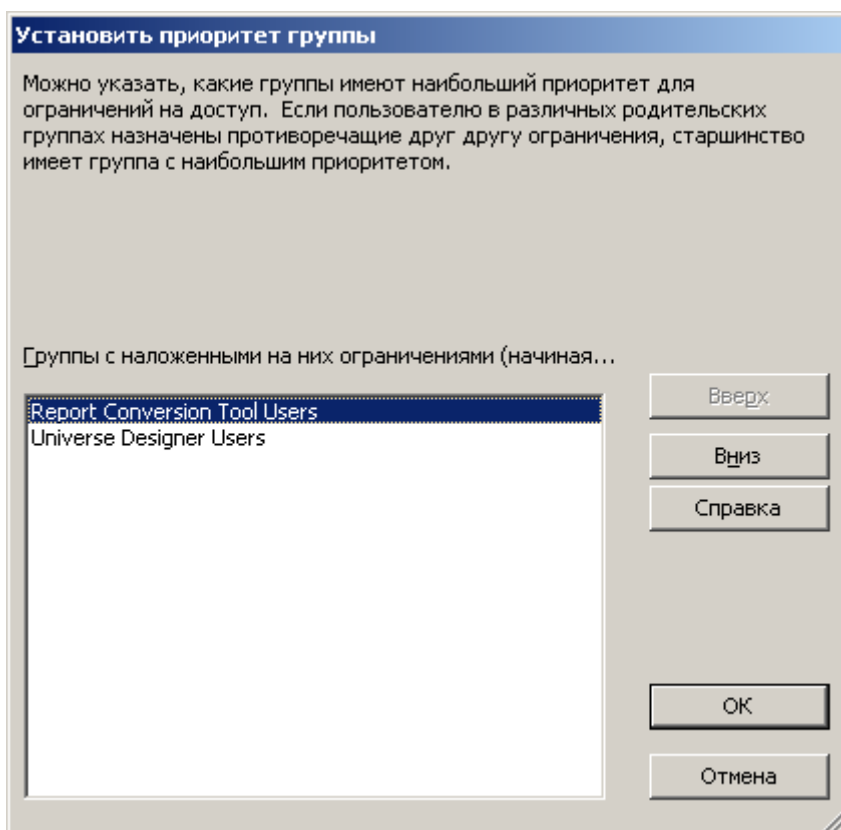 Установить приоритет группы
Можно указать, какие группы имеют наибольший приоритет для
ограничений на доступ.  Если пользователю в различных родительских
группах назначены противоречащие друг другу ограничения, старшинство
имеет группа с наибольшим приоритетом.
Группы с наложенными на них ограничениями (начиная...
Report Conversion Tool Users
Universe Designer Users
Вверх
Вниз
Справка
ОК
Отмена